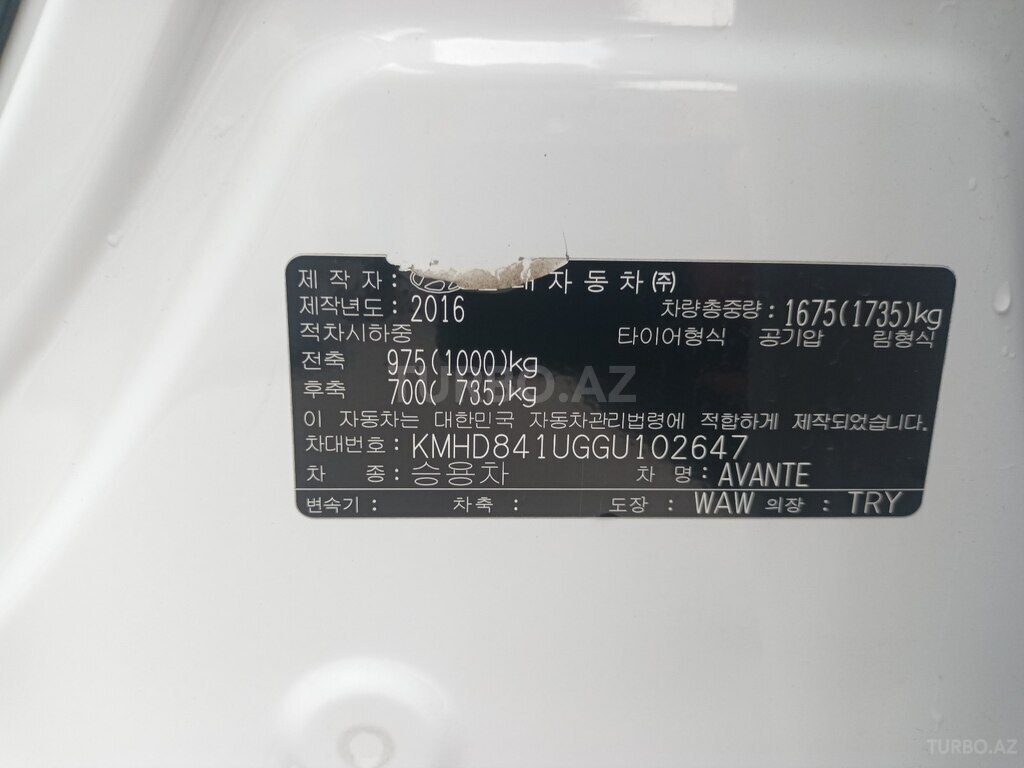 제 작 자 : 대 자 동 차 ㈜
제작년도 : 2016 차량총중량 : 1675(1735)kg
적차시하중 타이어형식 공기압 림형식
전축 975(1000)kg
후축 700( 735)kg
TURBO.AZ
이 자동차는 대한민국 자동차관리법령에 적합하게 제작되었습니다.
차대번호 : KMHD841UGGU102647
차 종 : 승용차 차 명 : AVANTE
변속기 : 차축 : 도장 : WAW 의장 : TRY
TURBO.AZ